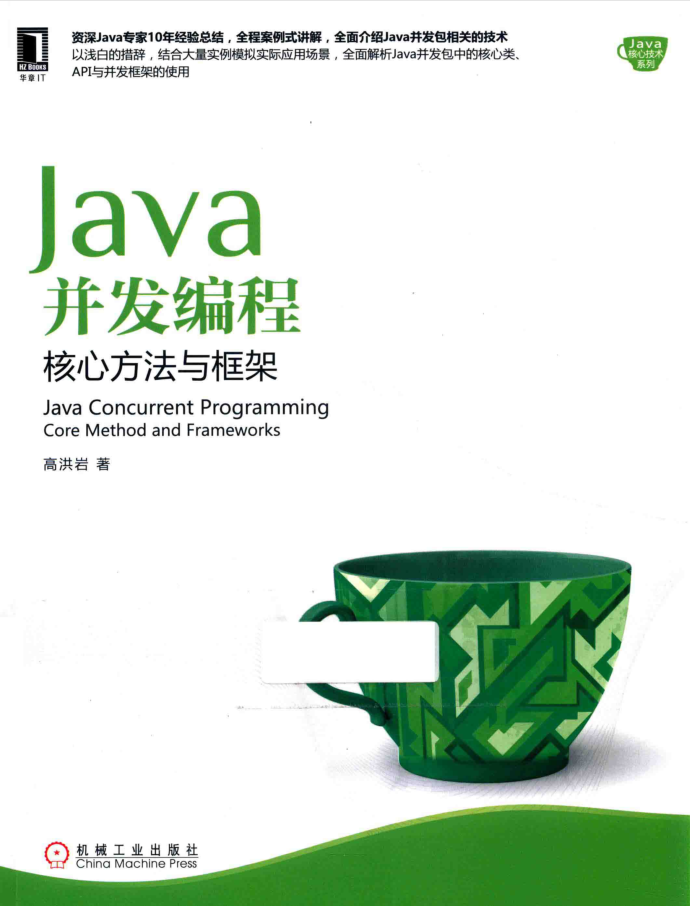 资深Java专家10年经验总结，全程案例式讲解，全面介绍Java并发包相关的技术
以浅白的措辞，结合大量实例模拟实际应用场景，全面解析Java并发包中的核心类、
API与并发框架的使用
HZ BOOKS
华章IT
Java
核心技术
系列
Java
并发编程
核心方法与框架
Java Concurrent Programming
Core Method and Frameworks
高洪岩 著
机械工业出版社
China Machine Press